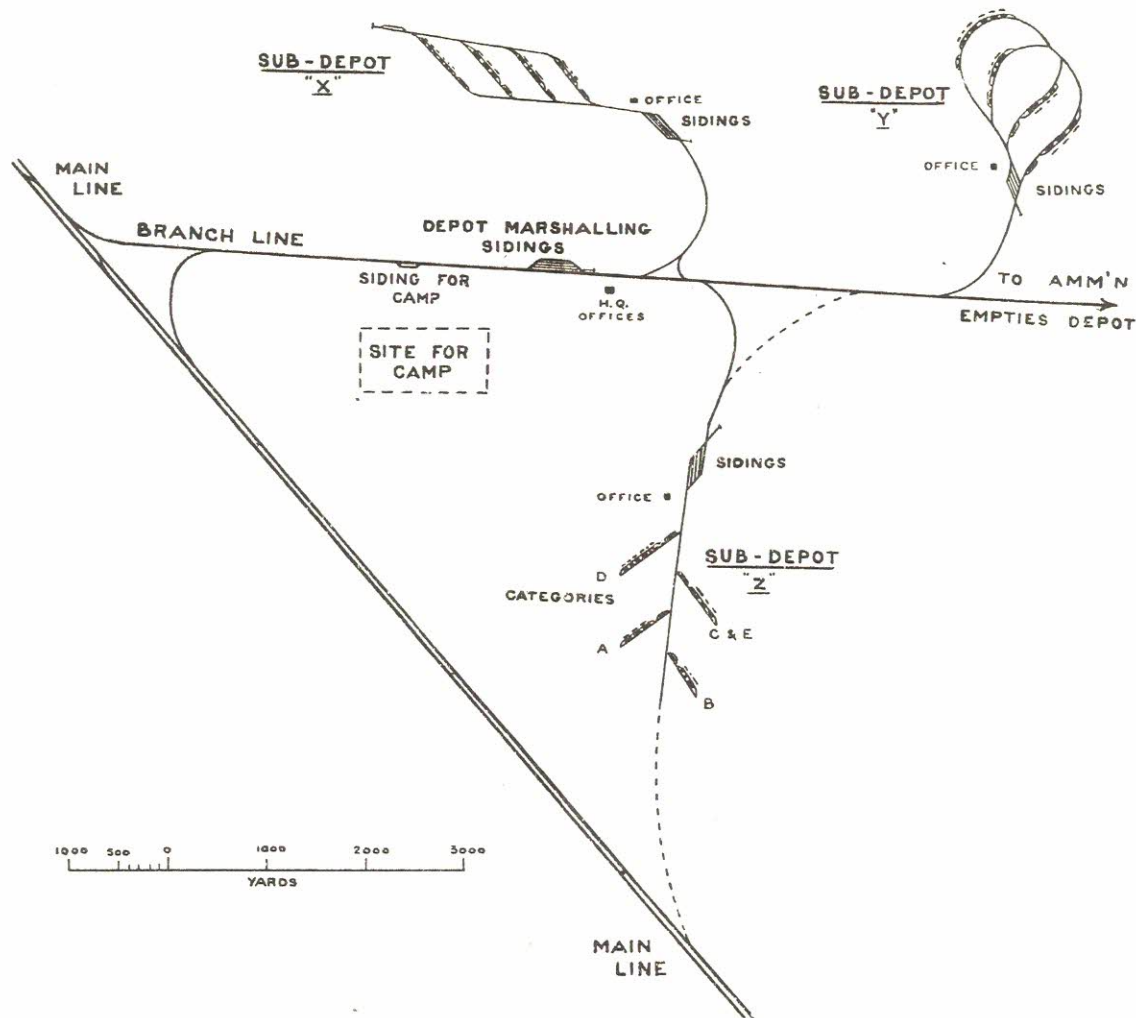 SUB-DEPOT
"X"
OFFICE
SIDINGS
SUB-DEPOT
"Y"
OFFICE
SIDINGS
MAIN
LINE
BRANCH LINE
DEPOT MARSHALLING
SIDINGS
SIDING FOR
CAMP
H.Q.
OFFICES
TO AMM'N
EMPTIES DEPOT
SITE FOR
CAMP
SIDINGS
OFFICE
SUB-DEPOT
"Z"
D
CATEGORIES
C & E
A
B
1000 500 0 1000 2000 3000
YARDS
MAIN
LINE